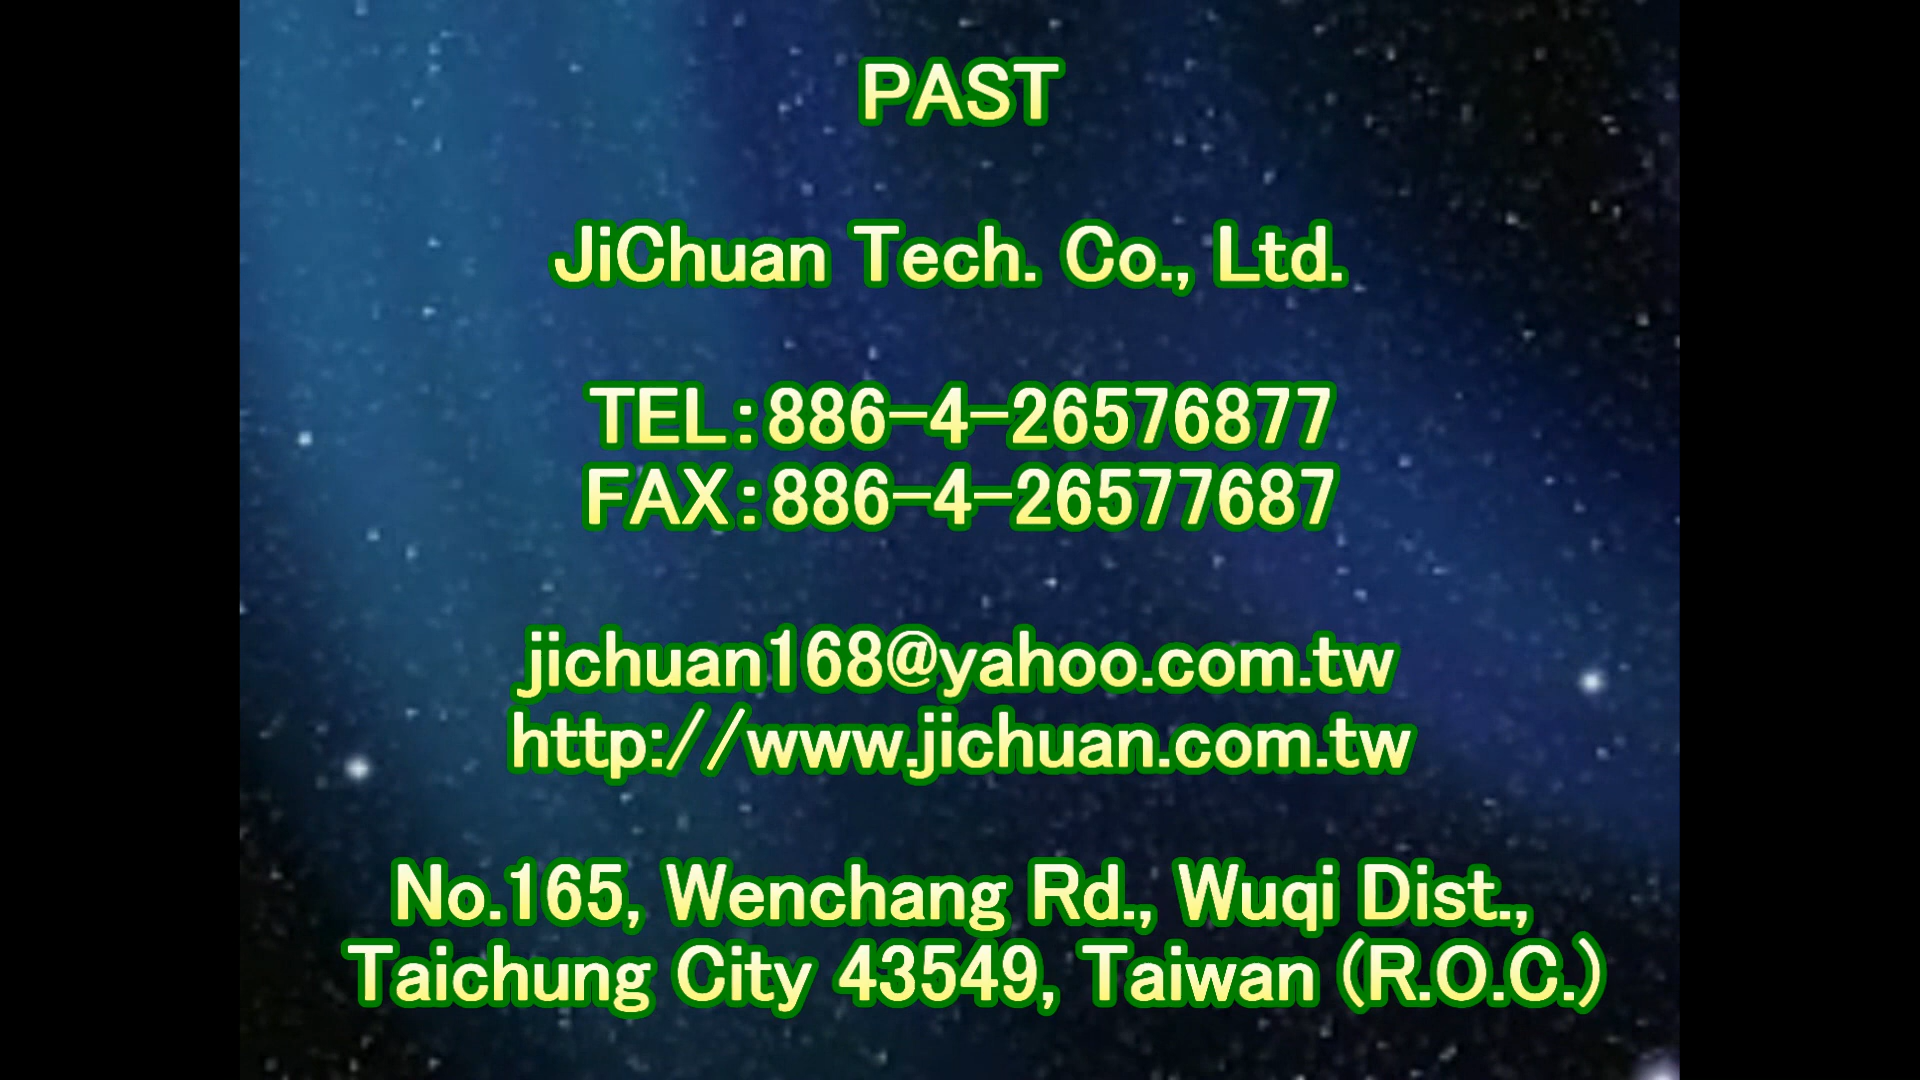 PAST
JiChuan Tech. Co., Ltd.
TEL:886-4-26576877
FAX:886-4-26577687
jichuan168@yahoo.com.tw
http://www.jichuan.com.tw
No.165, Wenchang Rd., Wuqi Dist.,
Taichung City 43549, Taiwan (R.O.C.)